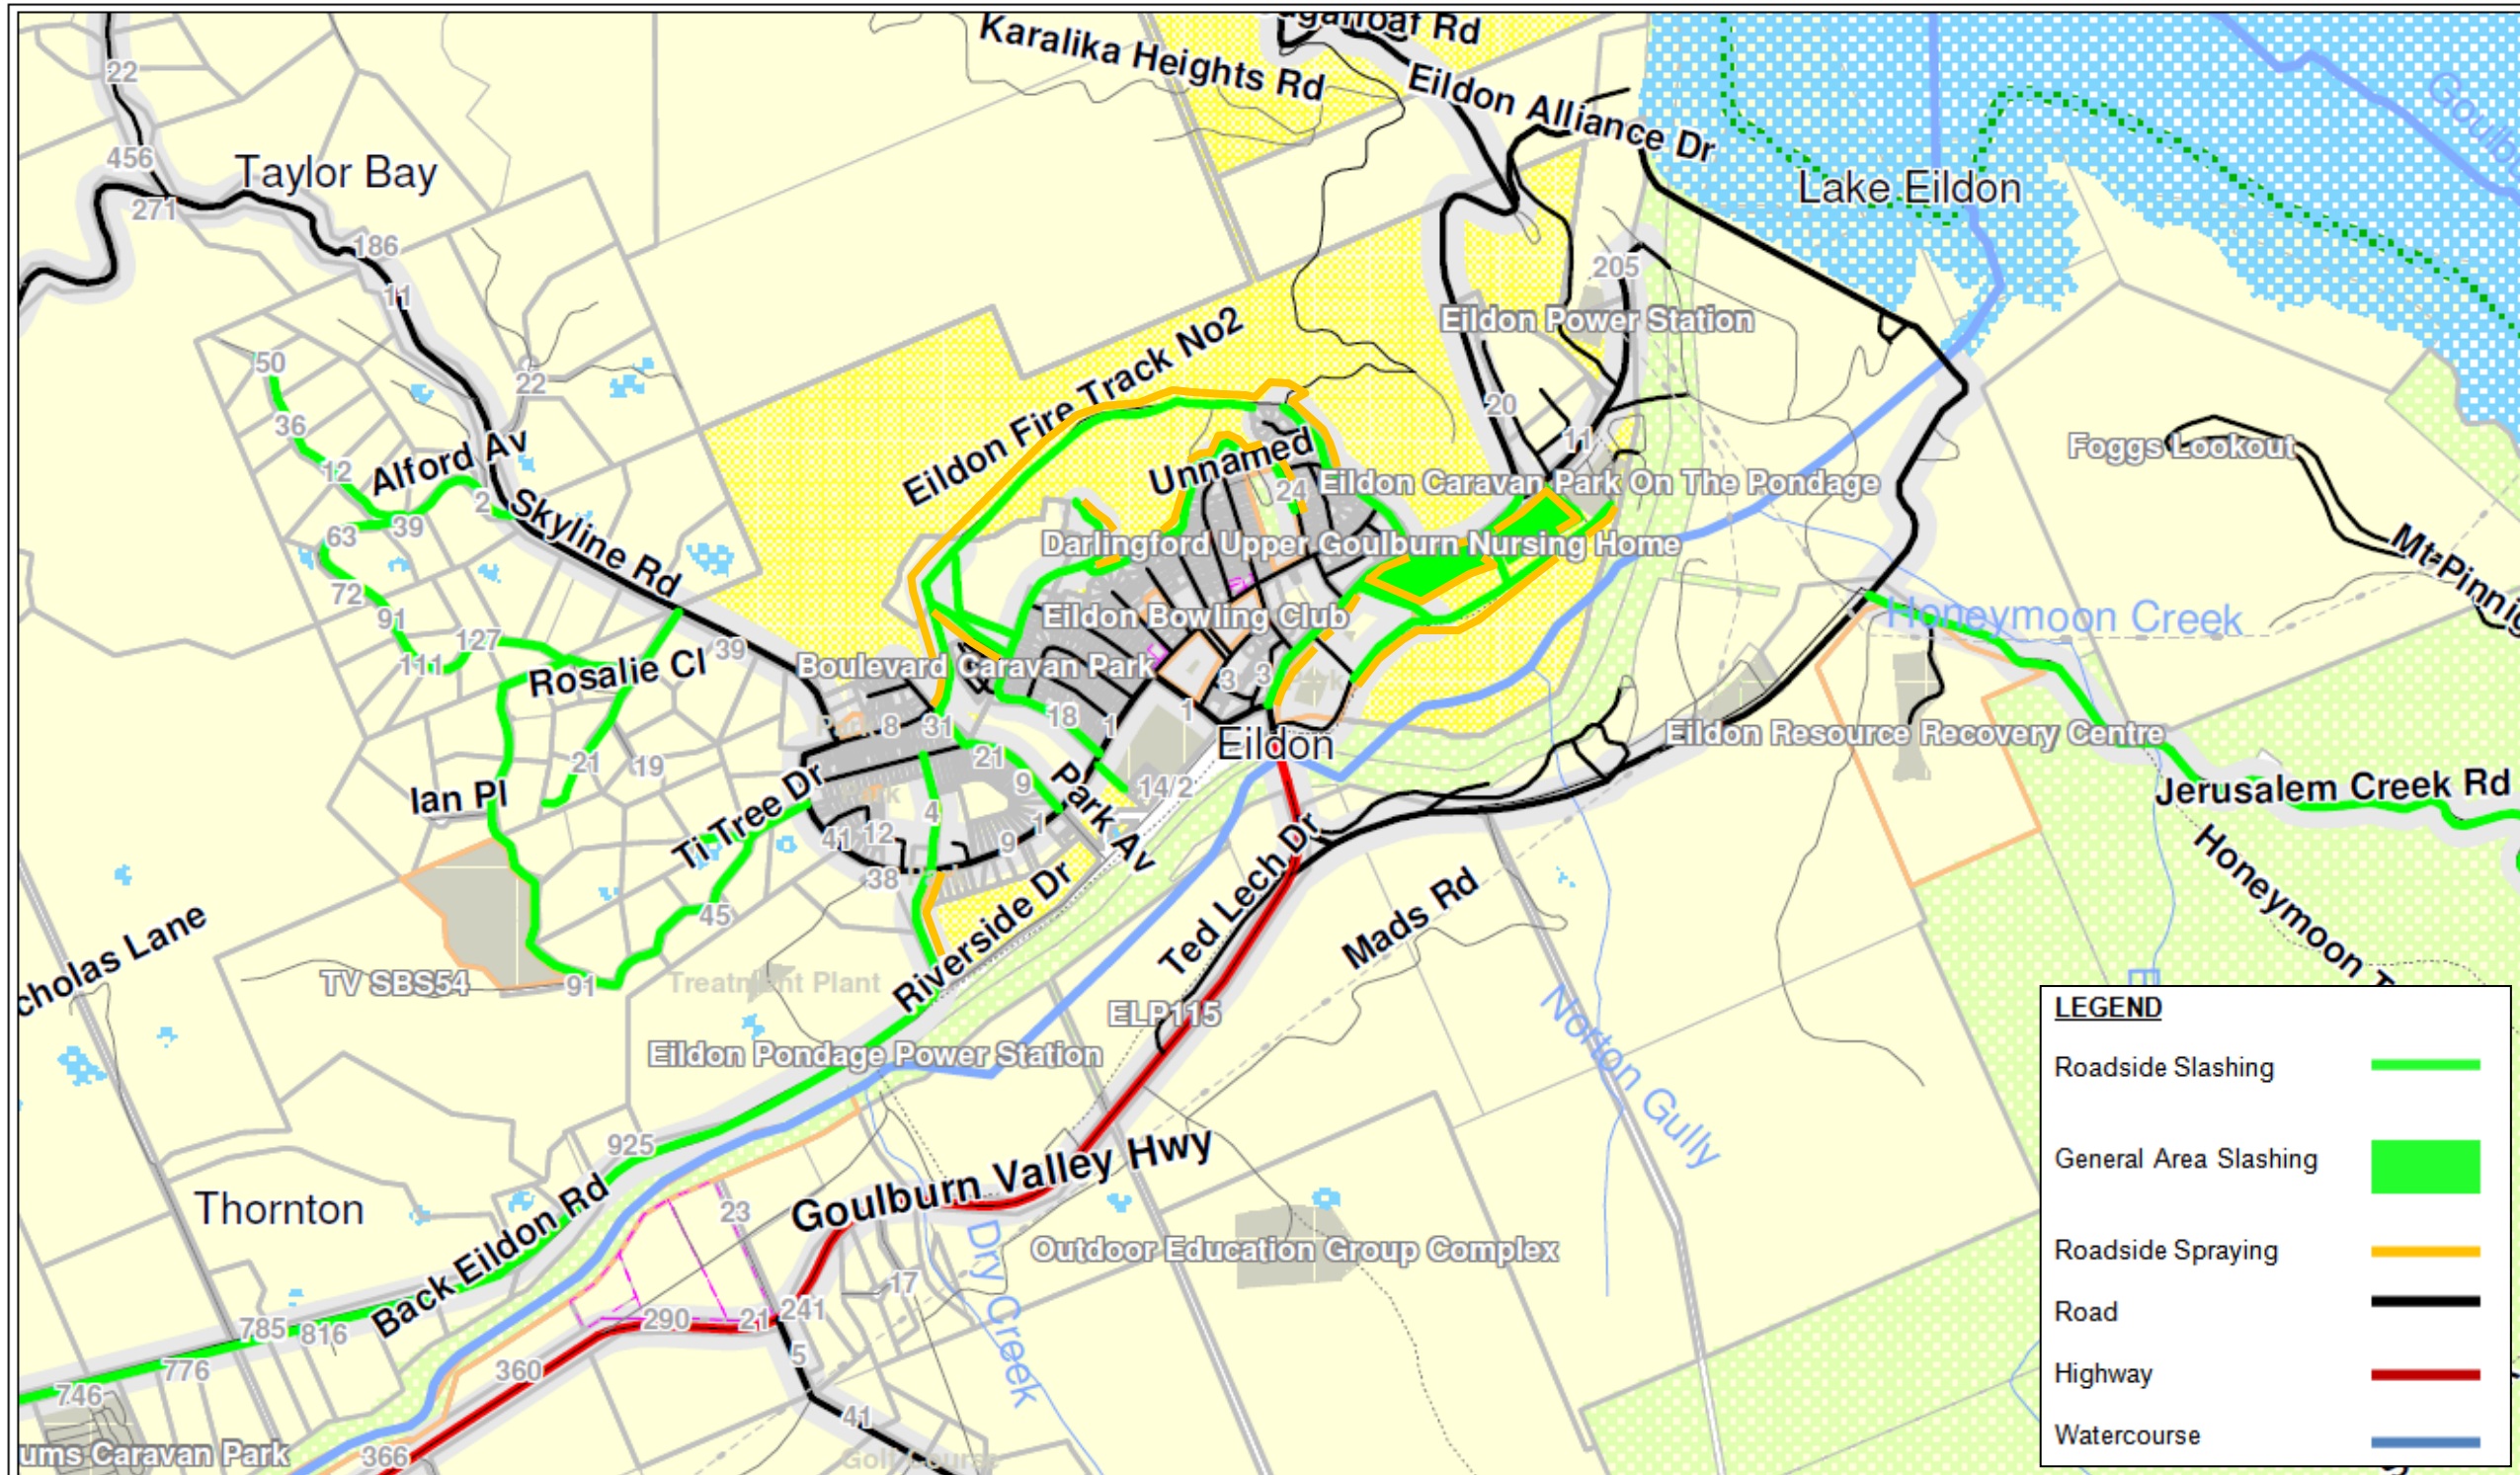 Sugarloaf Rd
Karalika Heights Rd
Eildon Alliance Dr
22
456
Taylor Bay
271
Lake Eildon
186
11
205
Eildon Power Station
Eildon Fire Track No2
50
22
36
20
12
Alford Av
11
Foggs Lookout
Unnamed
24
Eildon Caravan Park On The Pondage
2
Skyline Rd
63
39
Darlingford Upper Goulburn Nursing Home
72
91
Eildon Bowling Club
Honeymoon Creek
127
111
Rosalie Cl
39
Boulevard Caravan Park
3
3
Park
Park
8
31
18
1
1
Eildon
Eildon Resource Recovery Centre
21
19
21
9
Park Av
14/2
Ian Pl
Jerusalem Creek Rd
Ti Tree Dr
Park
4
41
12
1
9
38
Riverside Dr
Ted Lech Dr
Mads Rd
45
TV SBS54
91
Treatment Plant
ELP115
Norton Gully
Eildon Pondage Power Station
925
Thornton
Back Eildon Rd
23
Goulburn Valley Hwy
Dry Creek
Outdoor Education Group Complex
17
785
816
290
21
241
776
360
5
746
41
366
Golf Course
LEGEND
Roadside Slashing
General Area Slashing
Roadside Spraying
Road
Highway
Watercourse